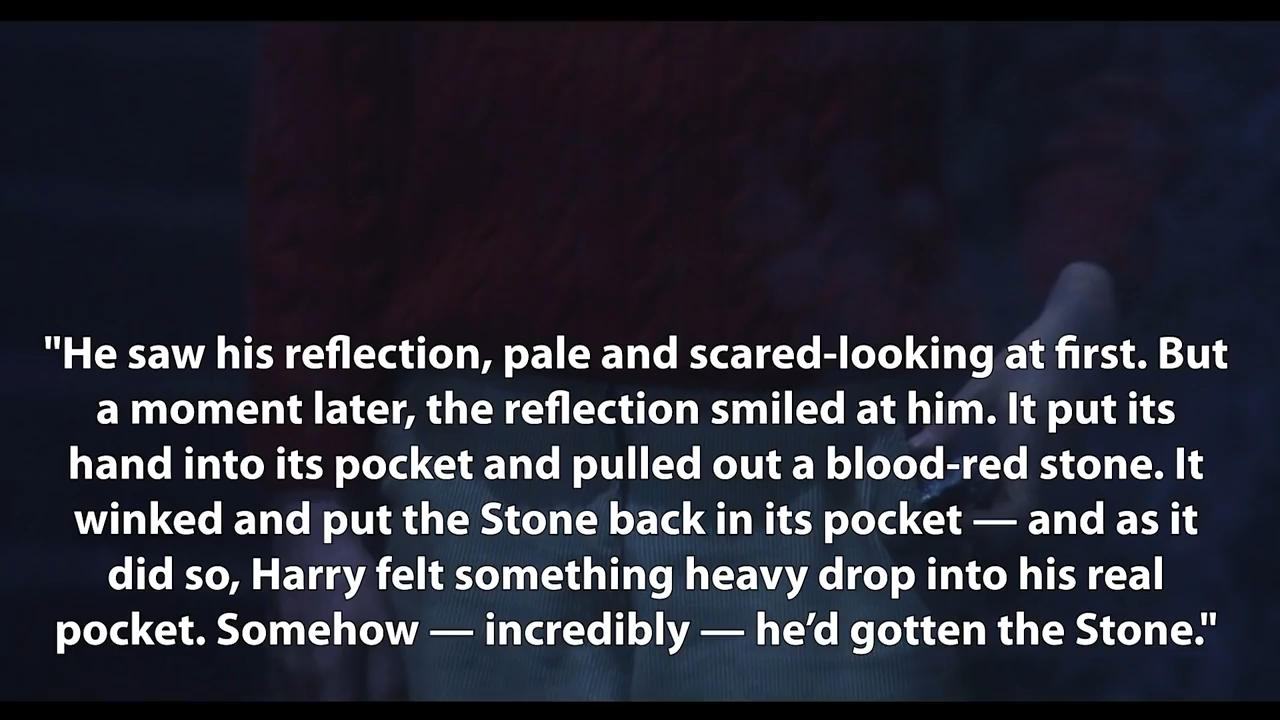 "He saw his reflection, pale and scared-looking at first. But
a moment later, the reflection smiled at him. It put its
hand into its pocket and pulled out a blood-red stone. It
winked and put the Stone back in its pocket — and as it
did so, Harry felt something heavy drop into his real
pocket. Somehow — incredibly — he’d gotten the Stone."